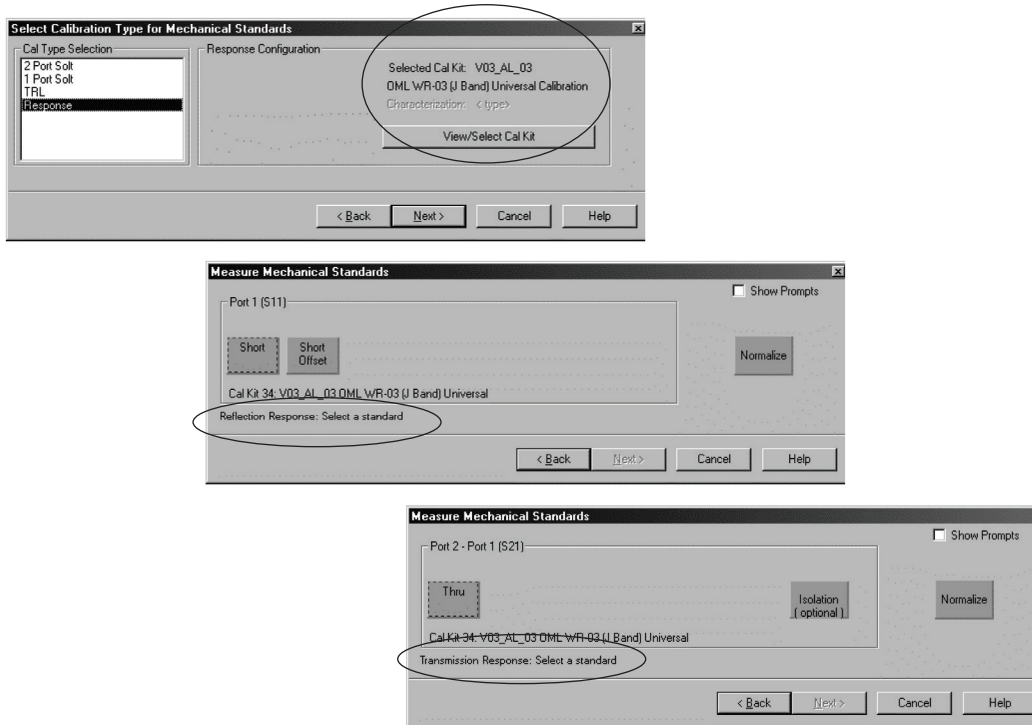 Select Calibration Type for Mechanical Standards
Cal Type Selection
2 Port Solt
1 Port Solt
TRL
Response
Response Configuration
Selected Cal Kit: V03_AL_03
OML WR-03 (J Band) Universal Calibration
Characterization: <type>
View/Select Cal Kit
< Back
Next >
Cancel
Help
Measure Mechanical Standards
Show Prompts
Port 1 (S11)
Short
Short
Offset
Normalize
Cal Kit 34: V03_AL_03 OML WR-03 (J Band) Universal
Reflection Response: Select a standard
< Back
Next >
Cancel
Help
Measure Mechanical Standards
Show Prompts
Port 2 - Port 1 (S21)
Thru
Isolation
( optional )
Normalize
Cal Kit 34: V03_AL_03 OML WR-03 (J Band) Universal
Transmission Response: Select a standard
< Back
Next >
Cancel
Help